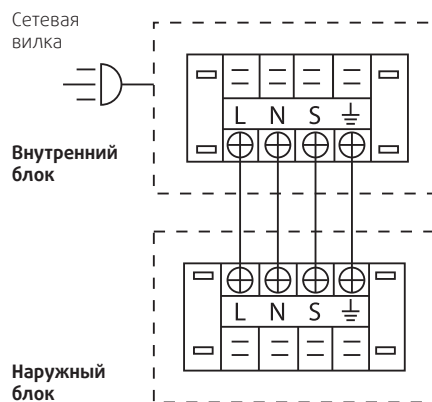 Сетевая
вилка
L N S
Внутренний
блок
L N S
Наружный
блок